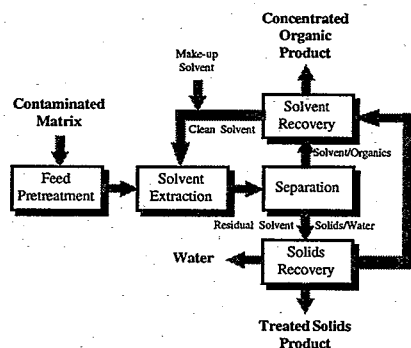 Concentrated
Organic
Product
Make-up
Solvent
Contaminated
Matrix
Solvent
Recovery
Clean Solvent
Solvent/Organics
Feed
Pretreatment
Solvent
Extraction
Separation
Residual Solvent
Solids/Water
Water
Solids
Recovery
Treated Solids
Product